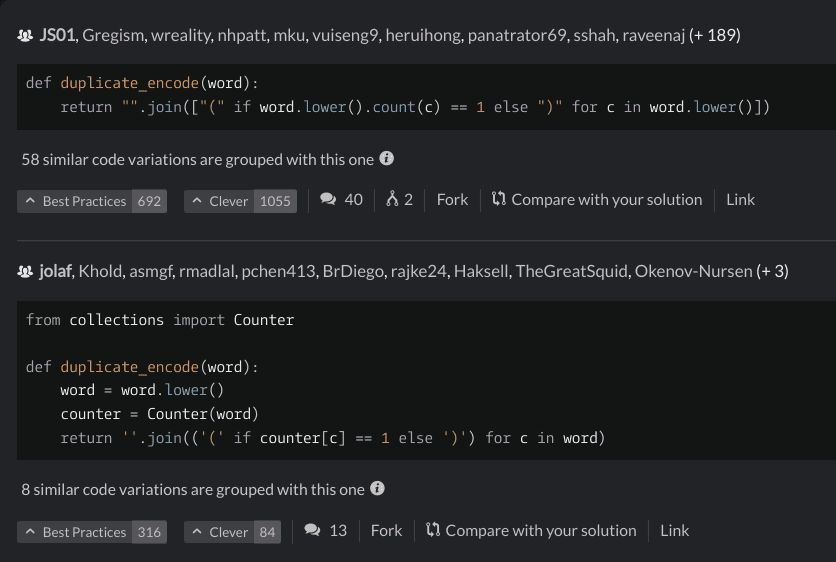 JS01, Gregism, wreality, nhpatt, mku, vuiseng9, heruihong, panatrator69, sshah, raveenaj (+ 189)
def duplicate_encode(word):
    return "".join(["(" if word.lower().count(c) == 1 else ")" for c in word.lower()])
58 similar code variations are grouped with this one
Best Practices 692 Clever 1055 40 2 Fork Compare with your solution Link
jolaf, Khold, asmgf, rmadlal, pchen413, BrDiego, rajke24, Haksell, TheGreatSquid, Okenov-Nursen (+ 3)
from collections import Counter
def duplicate_encode(word):
    word = word.lower()
    counter = Counter(word)
    return ''.join(('(' if counter[c] == 1 else ')') for c in word)
8 similar code variations are grouped with this one
Best Practices 316 Clever 84 13 Fork Compare with your solution Link